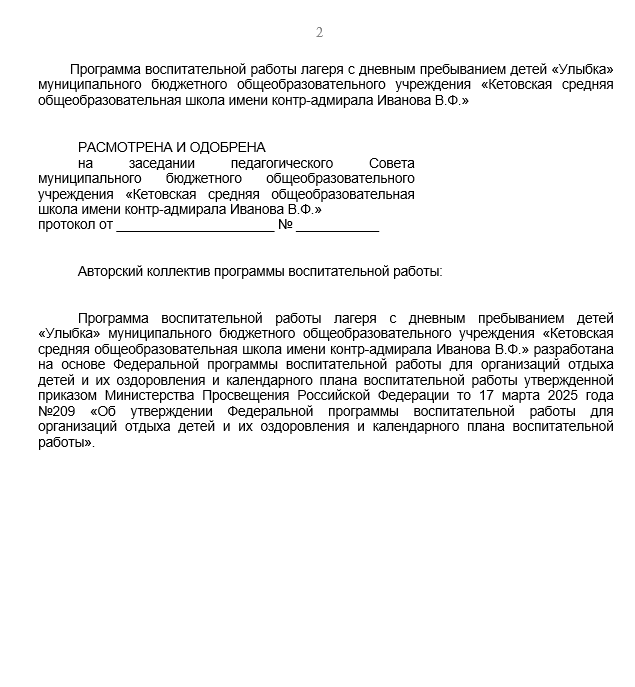 2
Программа воспитательной работы лагеря с дневным пребыванием детей «Улыбка»
муниципального бюджетного общеобразовательного учреждения «Кетовская средняя
общеобразовательная школа имени контр-адмирала Иванова В.Ф.»
РАСМОТРЕНА И ОДОБРЕНА
на заседании педагогического Совета
муниципального бюджетного общеобразовательного
учреждения «Кетовская средняя общеобразовательная
школа имени контр-адмирала Иванова В.Ф.»
протокол от _____________________ № ___________
Авторский коллектив программы воспитательной работы:
Программа воспитательной работы лагеря с дневным пребыванием детей
«Улыбка» муниципального бюджетного общеобразовательного учреждения «Кетовская
средняя общеобразовательная школа имени контр-адмирала Иванова В.Ф.» разработана
на основе Федеральной программы воспитательной работы для организаций отдыха
детей и их оздоровления и календарного плана воспитательной работы утвержденной
приказом Министерства Просвещения Российской Федерации то 17 марта 2025 года
№209 «Об утверждении Федеральной программы воспитательной работы для
организаций отдыха детей и их оздоровления и календарного плана воспитательной
работы».